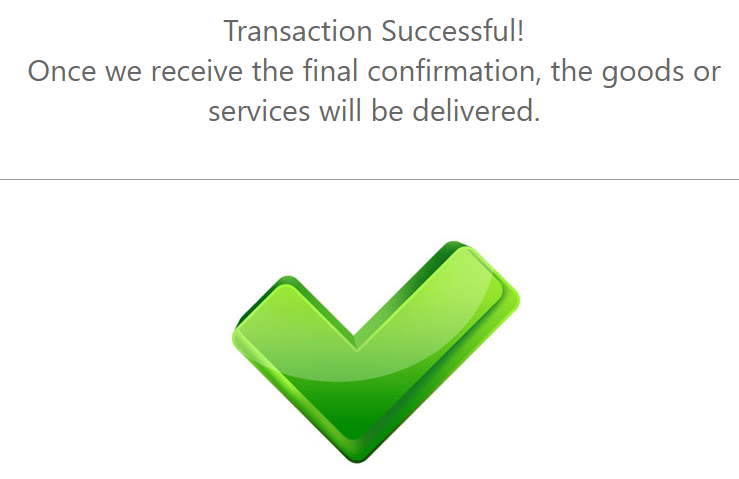 Transaction Successful!
Once we receive the final confirmation, the goods or
services will be delivered.